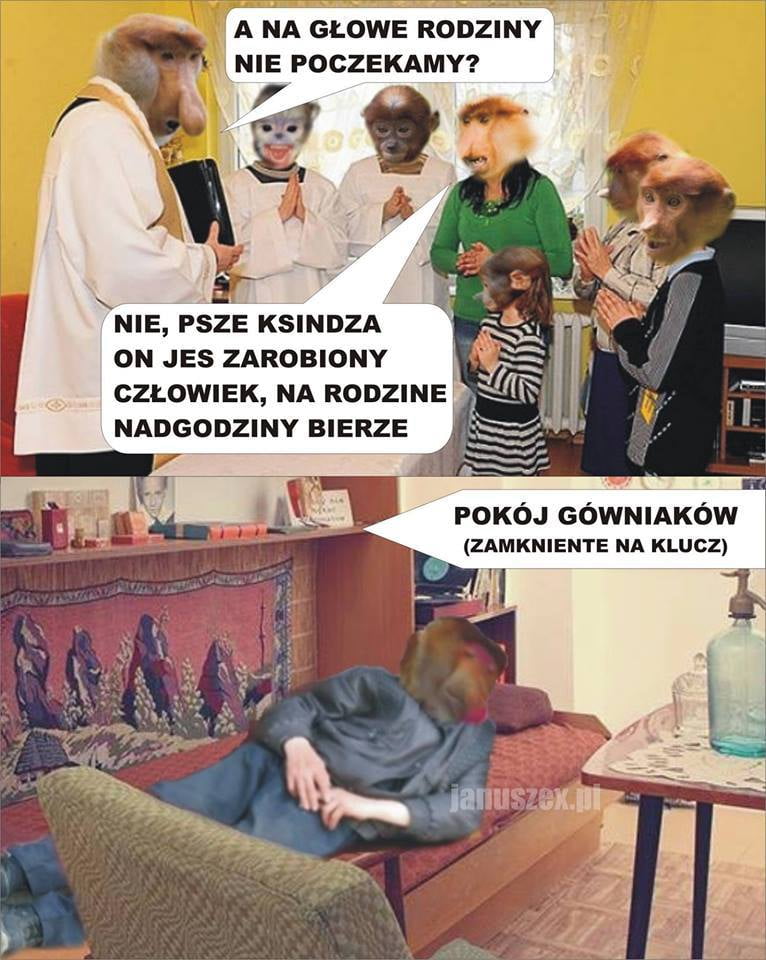 A NA GŁOWE RODZINY
NIE POCZEKAMY?
NIE, PSZE KSINDZA
ON JES ZAROBIONY
CZŁOWIEK, NA RODZINE
NADGODZINY BIERZE
POKÓJ GÓWNIAKÓW
(ZAMKNIENTE NA KLUCZ)
januszex.pl